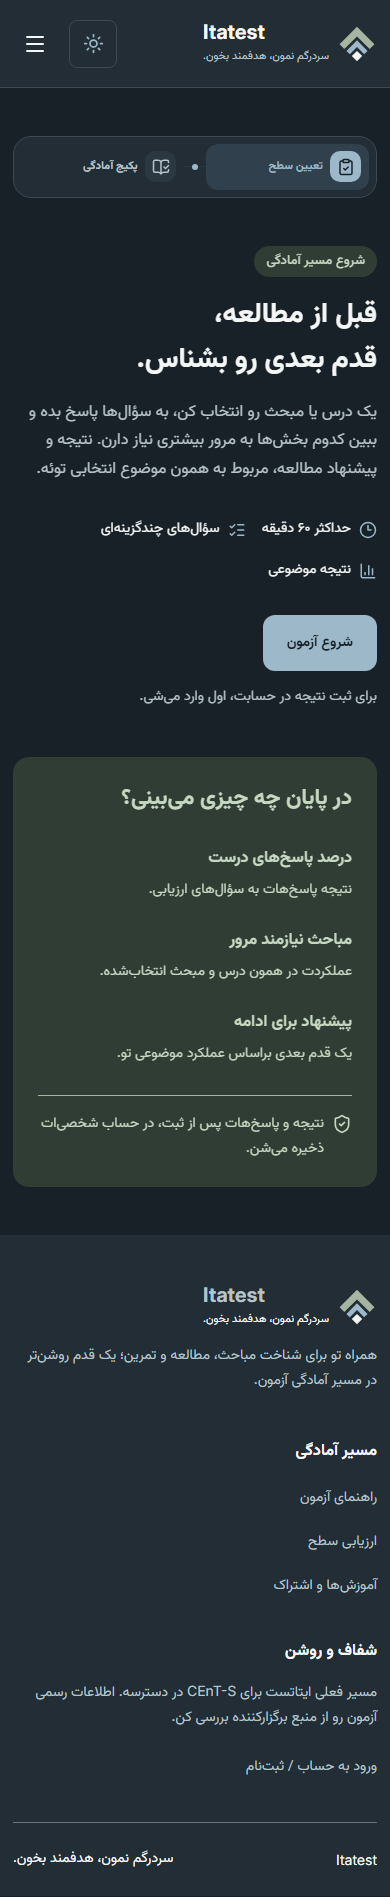 Itatest
سردرگم نمون، هدفمند بخون.
تعیین سطح
پکیج آمادگی
شروع مسیر آمادگی
قبل از مطالعه،
قدم بعدی رو بشناس.
یک درس یا مبحث رو انتخاب کن، به سؤال‌ها پاسخ بده و
ببین کدوم بخش‌ها به مرور بیشتری نیاز دارن. نتیجه و
پیشنهاد مطالعه، مربوط به همون موضوع انتخابی توئه.
حداکثر ۶۰ دقیقه
سؤال‌های چندگزینه‌ای
نتیجه موضوعی
شروع آزمون
برای ثبت نتیجه در حسابت، اول وارد می‌شی.
در پایان چه چیزی می‌بینی؟
درصد پاسخ‌های درست
نتیجه پاسخ‌هات به سؤال‌های ارزیابی.
مباحث نیازمند مرور
عملکردت در همون درس و مبحث انتخاب‌شده.
پیشنهاد برای ادامه
یک قدم بعدی براساس عملکرد موضوعی تو.
نتیجه و پاسخ‌هات پس از ثبت، در حساب شخصی‌ات
ذخیره می‌شن.
Itatest
سردرگم نمون، هدفمند بخون.
همراه تو برای شناخت مباحث، مطالعه و تمرین؛ یک قدم روشن‌تر
در مسیر آمادگی آزمون.
مسیر آمادگی
راهنمای آزمون
ارزیابی سطح
آموزش‌ها و اشتراک
شفاف و روشن
مسیر فعلی ایتاتست برای CEnT-S در دسترسه. اطلاعات رسمی
آزمون رو از منبع برگزارکننده بررسی کن.
ورود به حساب / ثبت‌نام
Itatest
سردرگم نمون، هدفمند بخون.